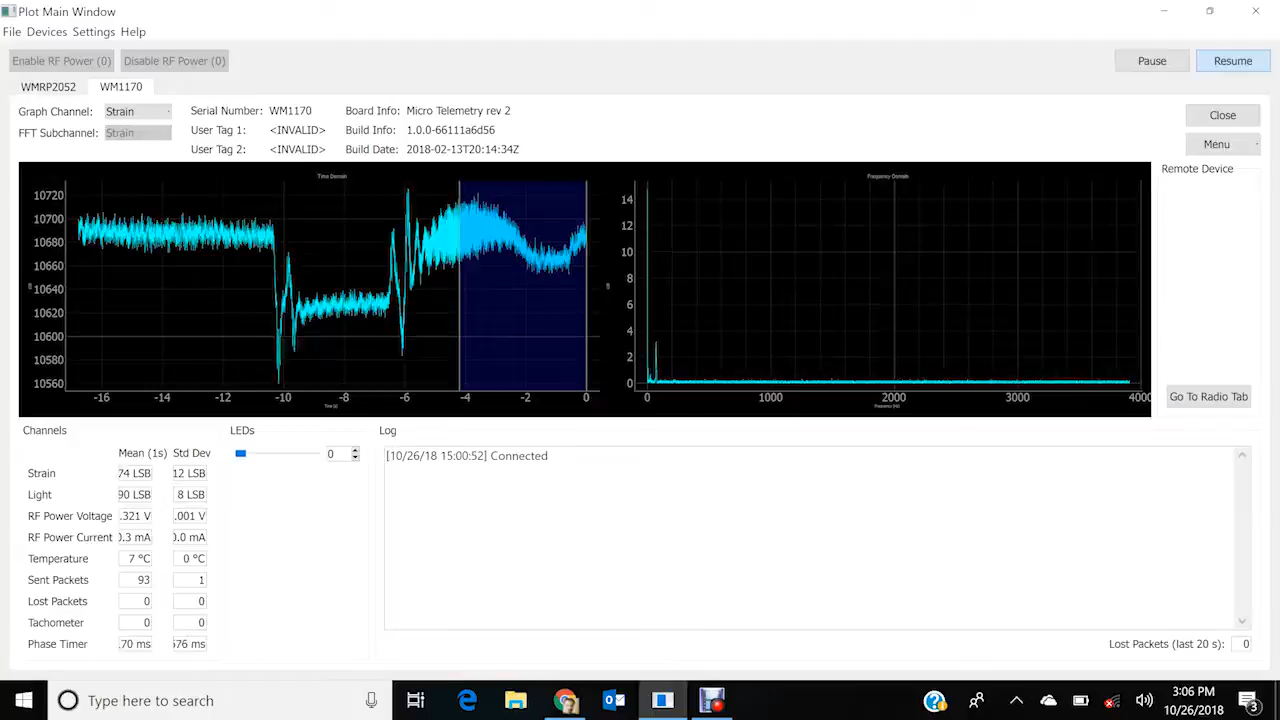 Plot Main Window
File Devices Settings Help
Enable RF Power (0) Disable RF Power (0) Pause Resume
WMRP2052 WM1170
Graph Channel: Strain Serial Number: WM1170 Board Info: Micro Telemetry rev 2 Close
FFT Subchannel: Strain User Tag 1: <INVALID> Build Info: 1.0.0-66111a6d56
User Tag 2: <INVALID> Build Date: 2018-02-13T20:14:34Z Menu
Remote Device
Time Domain
10720
10700
10680
10660
10640
10620
10600
10580
10560
-16 -14 -12 -10 -8 -6 -4 -2 0
Time (s)
Frequency Domain
14
12
10
8
6
4
2
0
0 1000 2000 3000 4000
Frequency (Hz)
Go To Radio Tab
Channels LEDs Log
Mean (1s) Std Dev 0 [10/26/18 15:00:52] Connected
Strain 74 LSB 12 LSB
Light 90 LSB 8 LSB
RF Power Voltage .321 V .001 V
RF Power Current 0.3 mA 0.0 mA
Temperature 7 °C 0 °C
Sent Packets 93 1
Lost Packets 0 0
Tachometer 0 0
Phase Timer .70 ms 576 ms
Lost Packets (last 20 s): 0
Type here to search
3:06 PM
10/26/2018
3